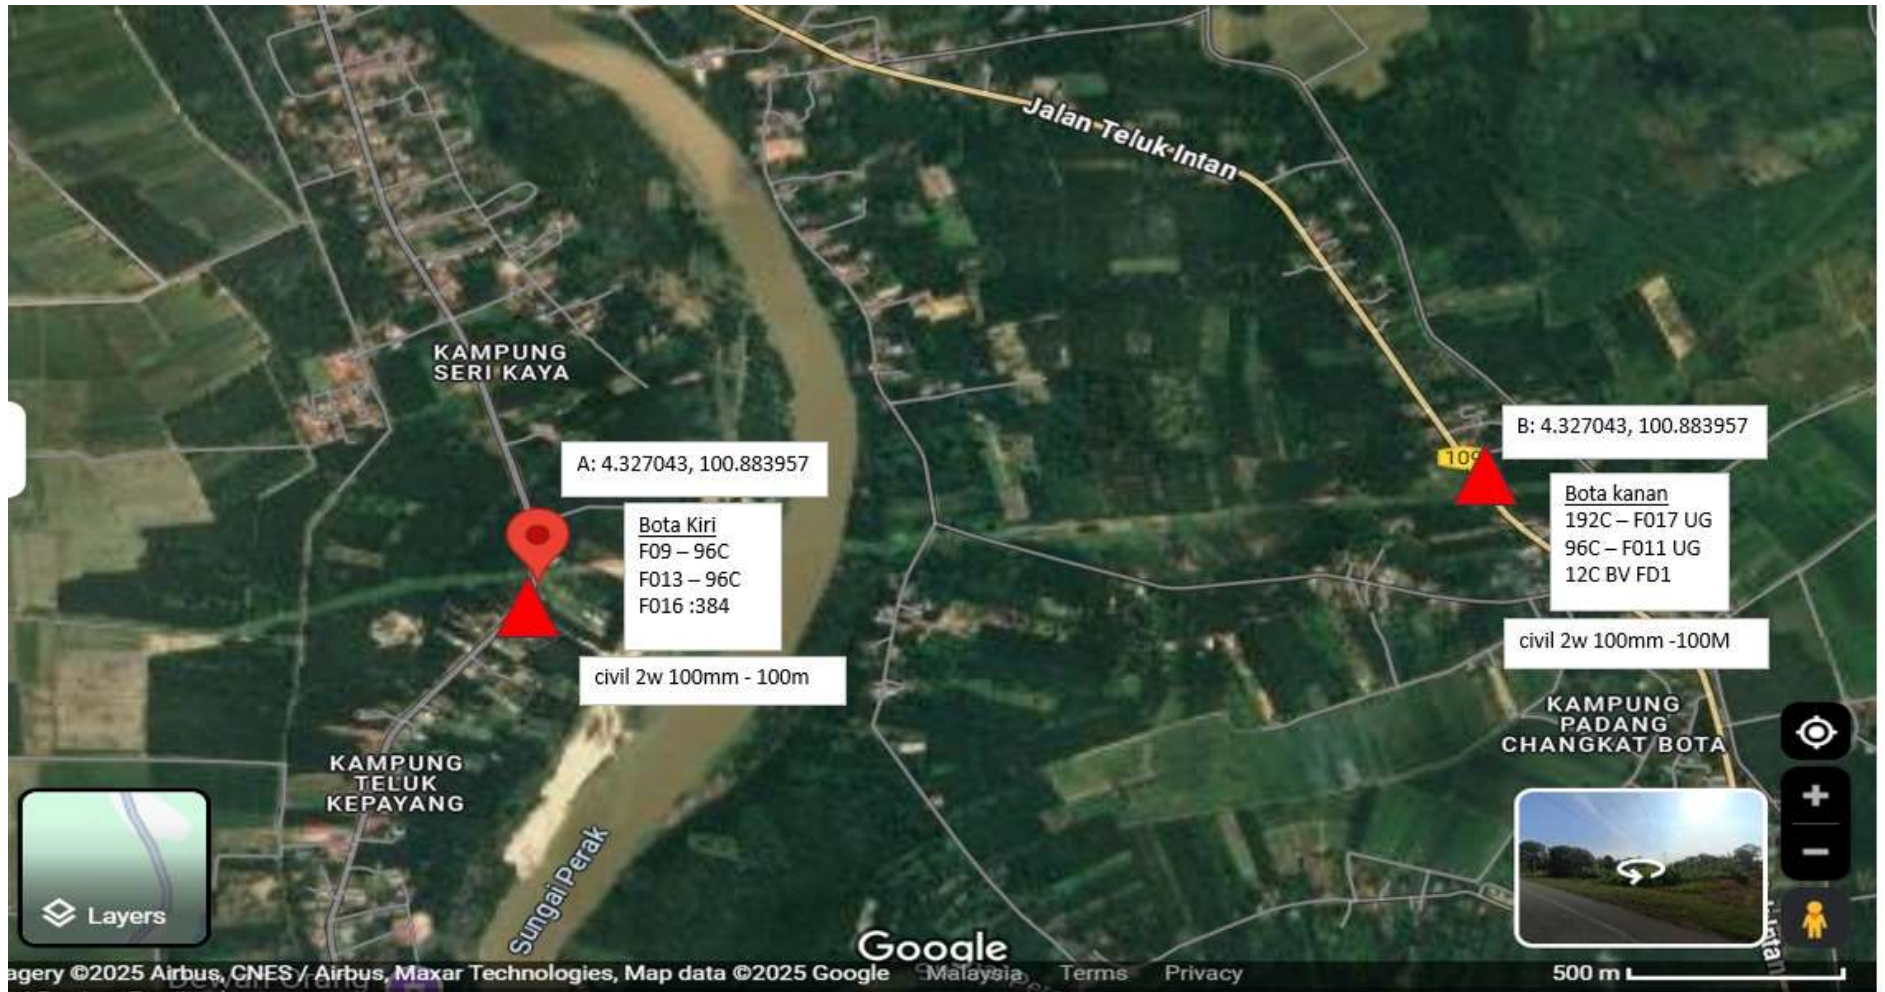 Jalan Teluk Intan
KAMPUNG
SERI KAYA
A: 4.327043, 100.883957
Bota Kiri
F09 – 96C
F013 – 96C
F016 :384
civil 2w 100mm - 100m
B: 4.327043, 100.883957
109
Bota kanan
192C – F017 UG
96C – F011 UG
12C BV FD1
civil 2w 100mm -100M
KAMPUNG
PADANG
CHANGKAT BOTA
KAMPUNG
TELUK
KEPAYANG
Sungai Perak
Layers
Google
agery ©2025 Airbus, CNES / Airbus, Maxar Technologies, Map data ©2025 Google
Malaysia
Terms
Privacy
500 m